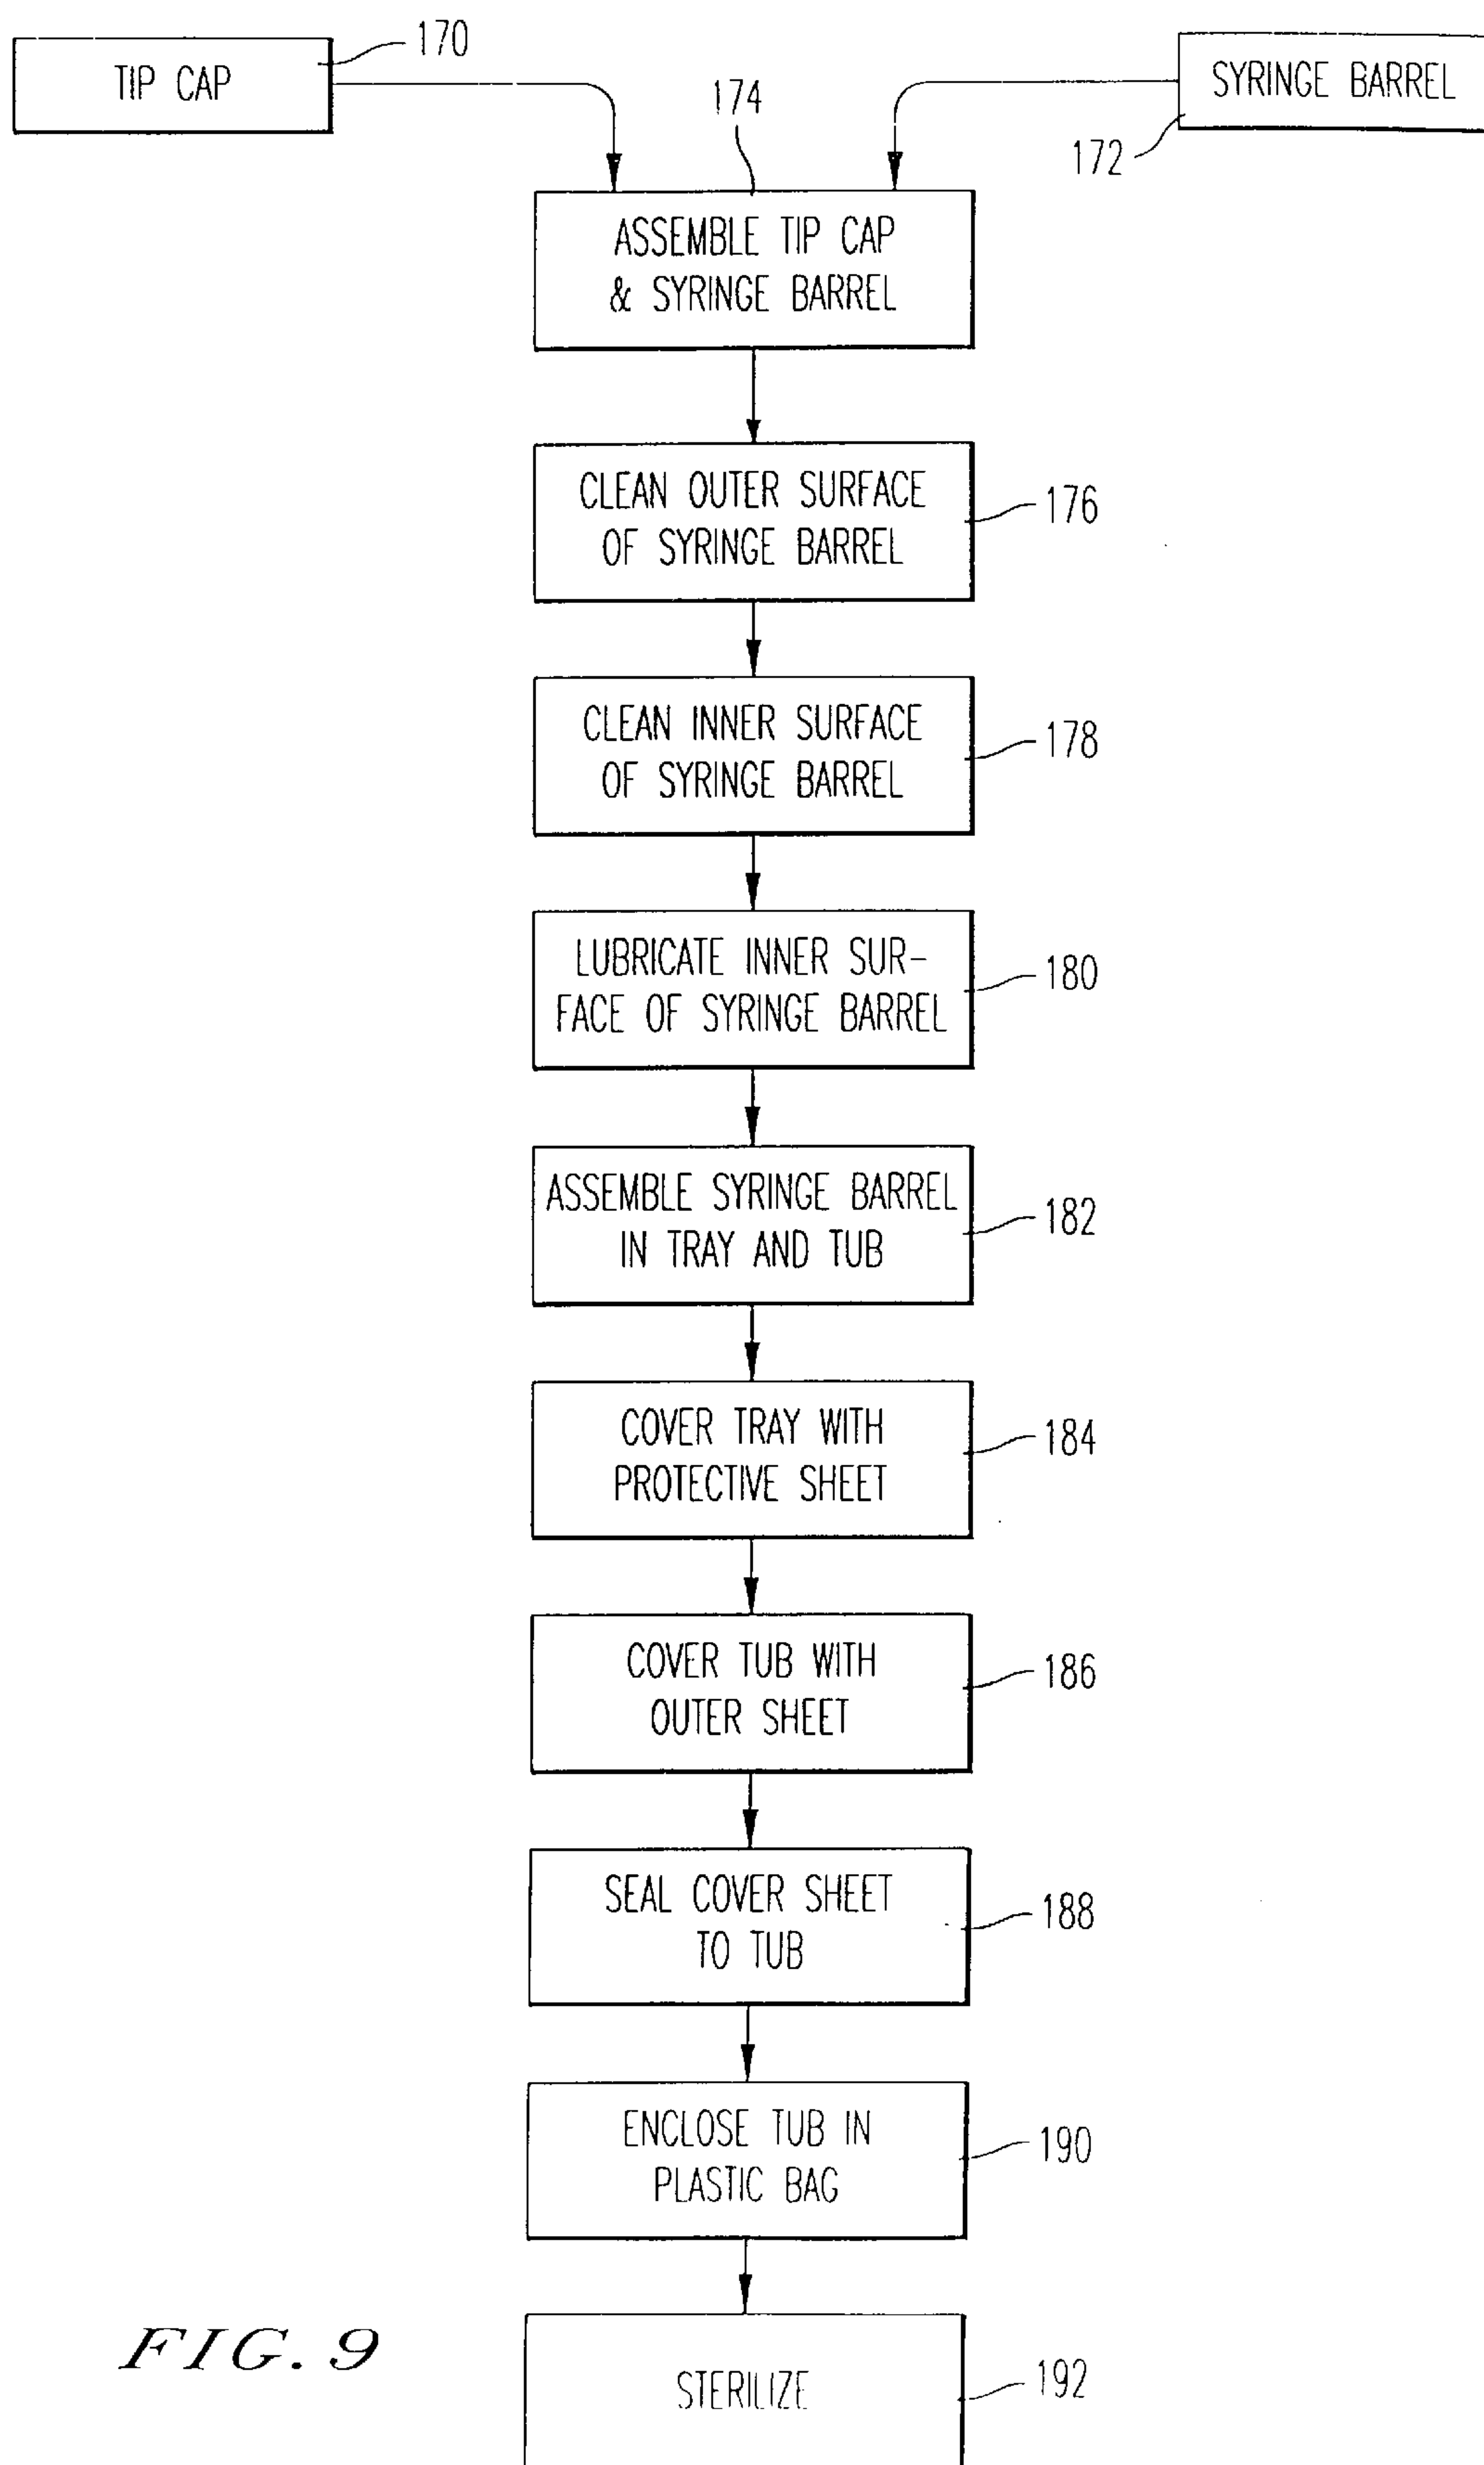 TIP CAP
170
SYRINGE BARREL
172
174
ASSEMBLE TIP CAP
& SYRINGE BARREL
CLEAN OUTER SURFACE
OF SYRINGE BARREL
176
CLEAN INNER SURFACE
OF SYRINGE BARREL
178
LUBRICATE INNER SUR-
FACE OF SYRINGE BARREL
180
ASSEMBLE SYRINGE BARREL
IN TRAY AND TUB
182
COVER TRAY WITH
PROTECTIVE SHEET
184
COVER TUB WITH
OUTER SHEET
186
SEAL COVER SHEET
TO TUB
188
ENCLOSE TUB IN
PLASTIC BAG
190
STERILIZE
192
FIG. 9